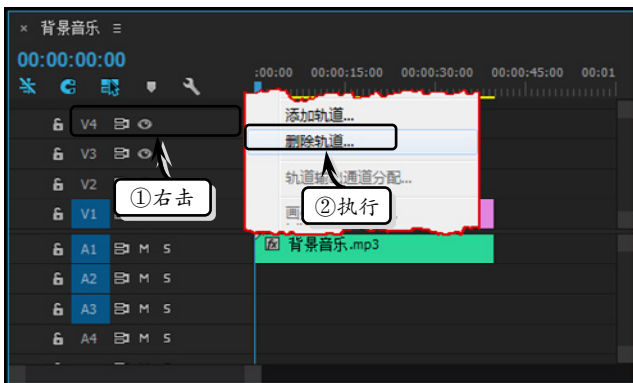 × 背景音乐 ≡
00:00:00:00
:00:00 00:00:15:00 00:00:30:00 00:00:45:00 00:01
添加轨道...
删除轨道...
轨道输出通道分配...
画
V4
V3
V2
V1
①右击
②执行
A1 M S
背景音乐.mp3
A2 M S
A3 M S
A4 M S